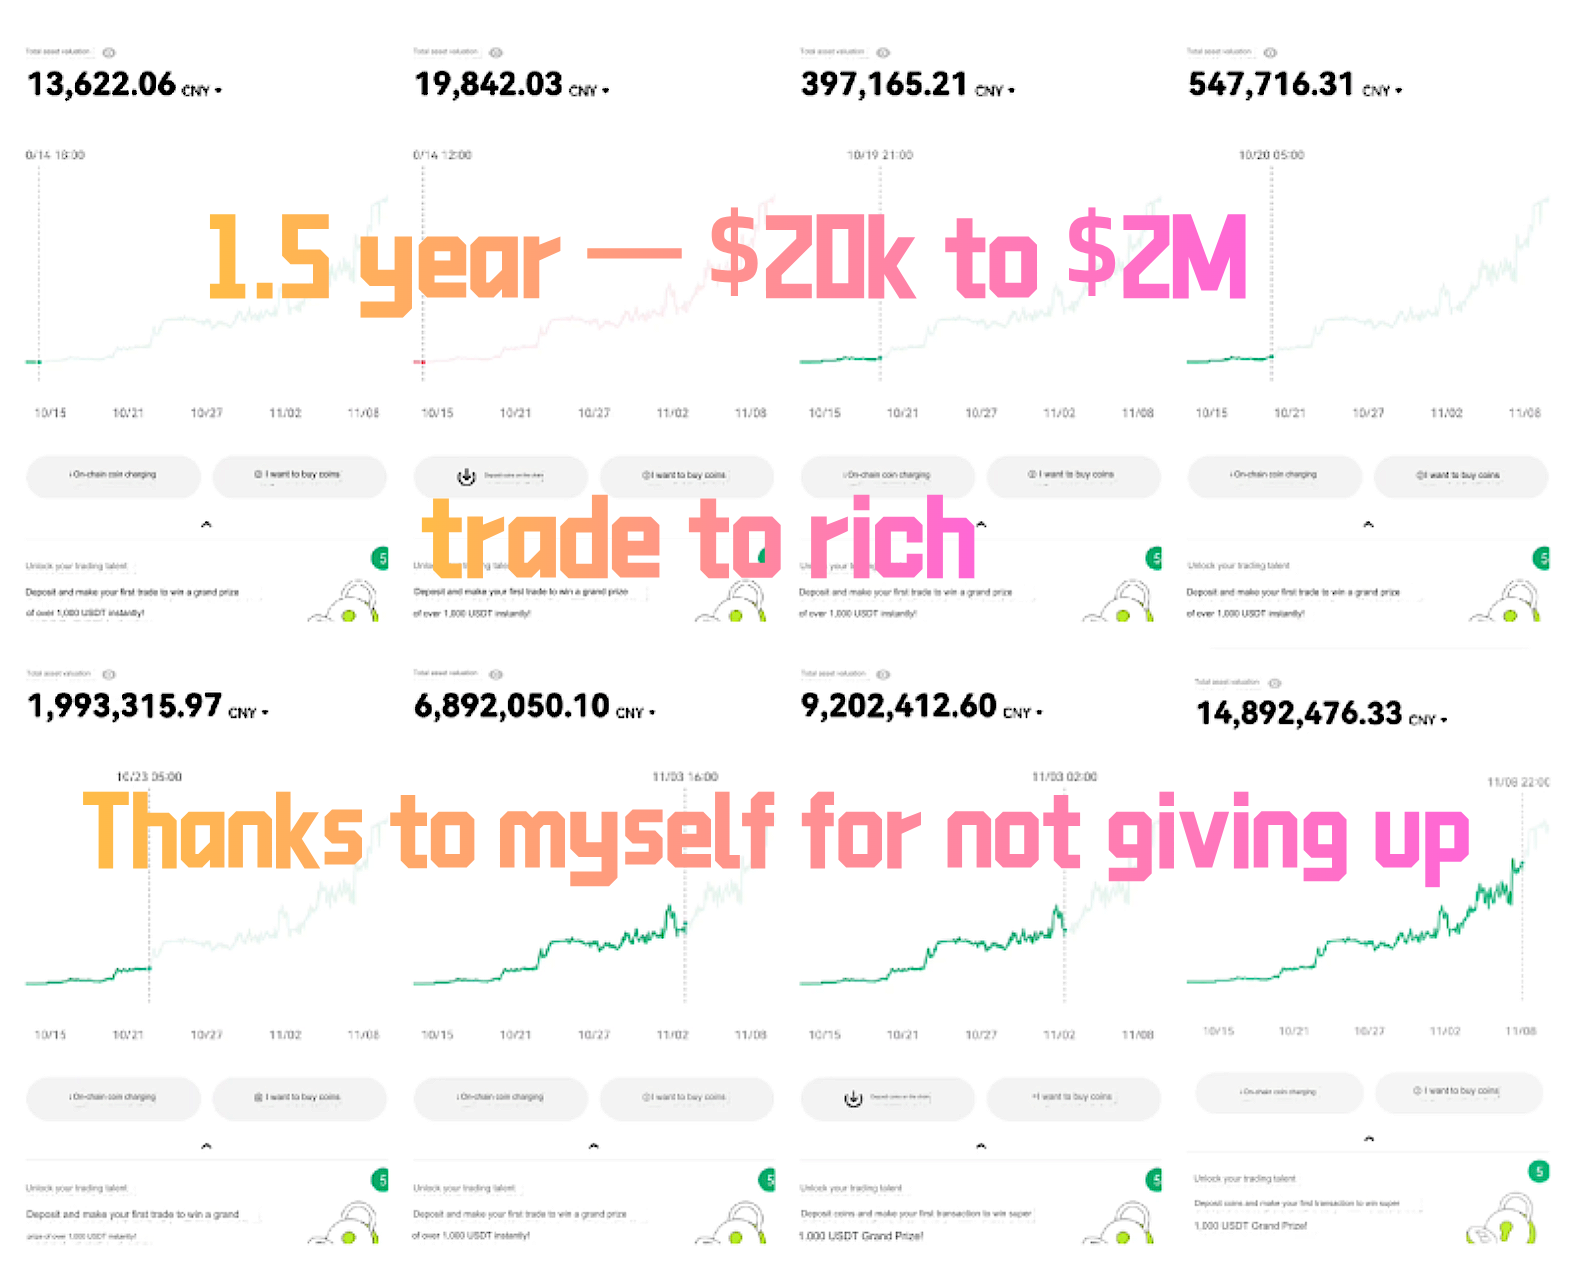 Total asset valuation
13,622.06 CNY
0/14 18:00
10/15 10/21 10/27 11/02 11/08
On-chain coin charging
I want to buy coins
Unlock your trading talent
5
Deposit and make your first trade to win a grand prize
of over 1,000 USDT instantly!
Total asset valuation
19,842.03 CNY
0/14 12:00
10/15 10/21 10/27 11/02 11/08
Deposit coins on the chain
I want to buy coins
Deposit and make your first trade to win a grand prize
of over 1,000 USDT instantly!
Total asset valuation
397,165.21 CNY
10/19 21:00
10/15 10/21 10/27 11/02 11/08
On-chain coin charging
I want to buy coins
5
Deposit and make your first trade to win a grand prize
of over 1,000 USDT instantly!
Total asset valuation
547,716.31 CNY
10/20 05:00
10/15 10/21 10/27 11/02 11/08
On-chain coin charging
I want to buy coins
Unlock your trading talent
5
Deposit and make your first trade to win a grand prize
of over 1,000 USDT instantly!
1.5 year — $20k to $2M
trade to rich
Total asset valuation
1,993,315.97 CNY
10/23 05:00
10/15 10/21 10/27 11/02 11/08
On-chain coin charging
I want to buy coins
Unlock your trading talent
5
Deposit and make your first trade to win a grand
prize of over 1,000 USDT instantly!
Total asset valuation
6,892,050.10 CNY
11/03 16:00
10/15 10/21 10/27 11/02 11/08
On-chain coin charging
I want to buy coins
Unlock your trading talent
5
Deposit and make your first trade to win a grand prize
of over 1,000 USDT instantly!
Total asset valuation
9,202,412.60 CNY
11/03 02:00
10/15 10/21 10/27 11/02 11/08
Deposit coins on the chain
I want to buy coins
Unlock your trading talent
5
Deposit coins and make your first transaction to win super
1,000 USDT Grand Prize!
Total asset valuation
14,892,476.33 CNY
11/08 22:00
10/15 10/21 10/27 11/02 11/08
On-chain coin charging
I want to buy coins
Unlock your trading talent
5
Deposit coins and make your first transaction to win super
1,000 USDT Grand Prize!
Thanks to myself for not giving up